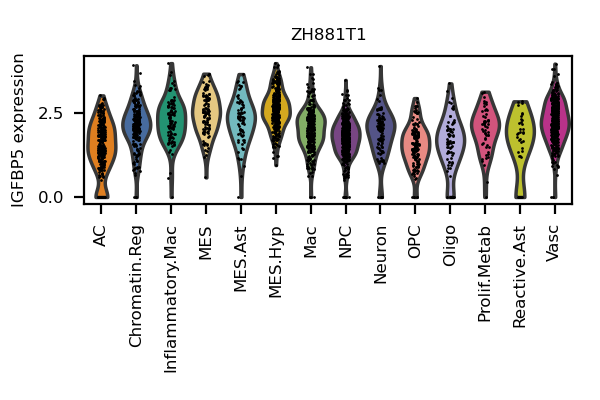 ZH881T1
IGFBP5 expression
2.5
0.0
AC
Chromatin.Reg
Inflammatory.Mac
MES
MES.Ast
MES.Hyp
Mac
NPC
Neuron
OPC
Oligo
Prolif.Metab
Reactive.Ast
Vasc